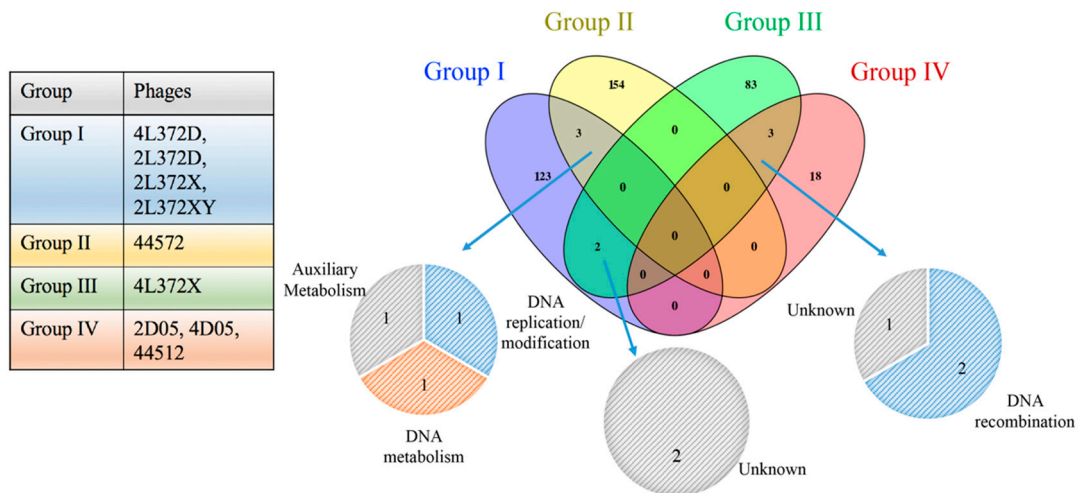 Group Phages
Group I 4L372D,
2L372D,
2L372X,
2L372XY
Group II 44572
Group III 4L372X
Group IV 2D05, 4D05,
44512
Group I
Group II
Group III
Group IV
154
83
3
0
3
123
0
0
18
2
0
0
0
0
0
Auxiliary
Metabolism
1
1
1
DNA
replication/
modification
DNA
metabolism
2
Unknown
Unknown
1
2
DNA
recombination